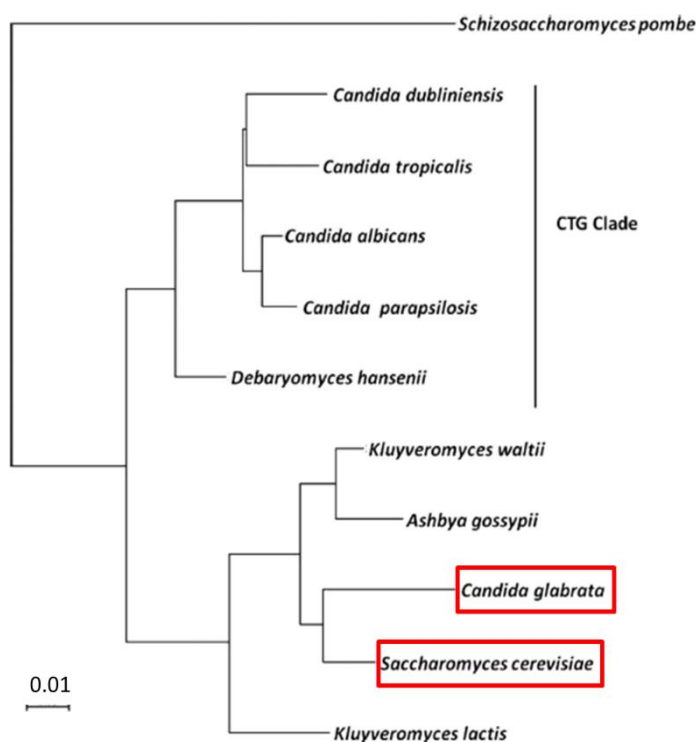 Schizosaccharomyces pombe
Candida dubliniensis
Candida tropicalis
CTG Clade
Candida albicans
Candida parapsilosis
Debaryomyces hansenii
Kluyveromyces waltii
Ashbya gossypii
Candida glabrata
Saccharomyces cerevisiae
0.01
Kluyveromyces lactis